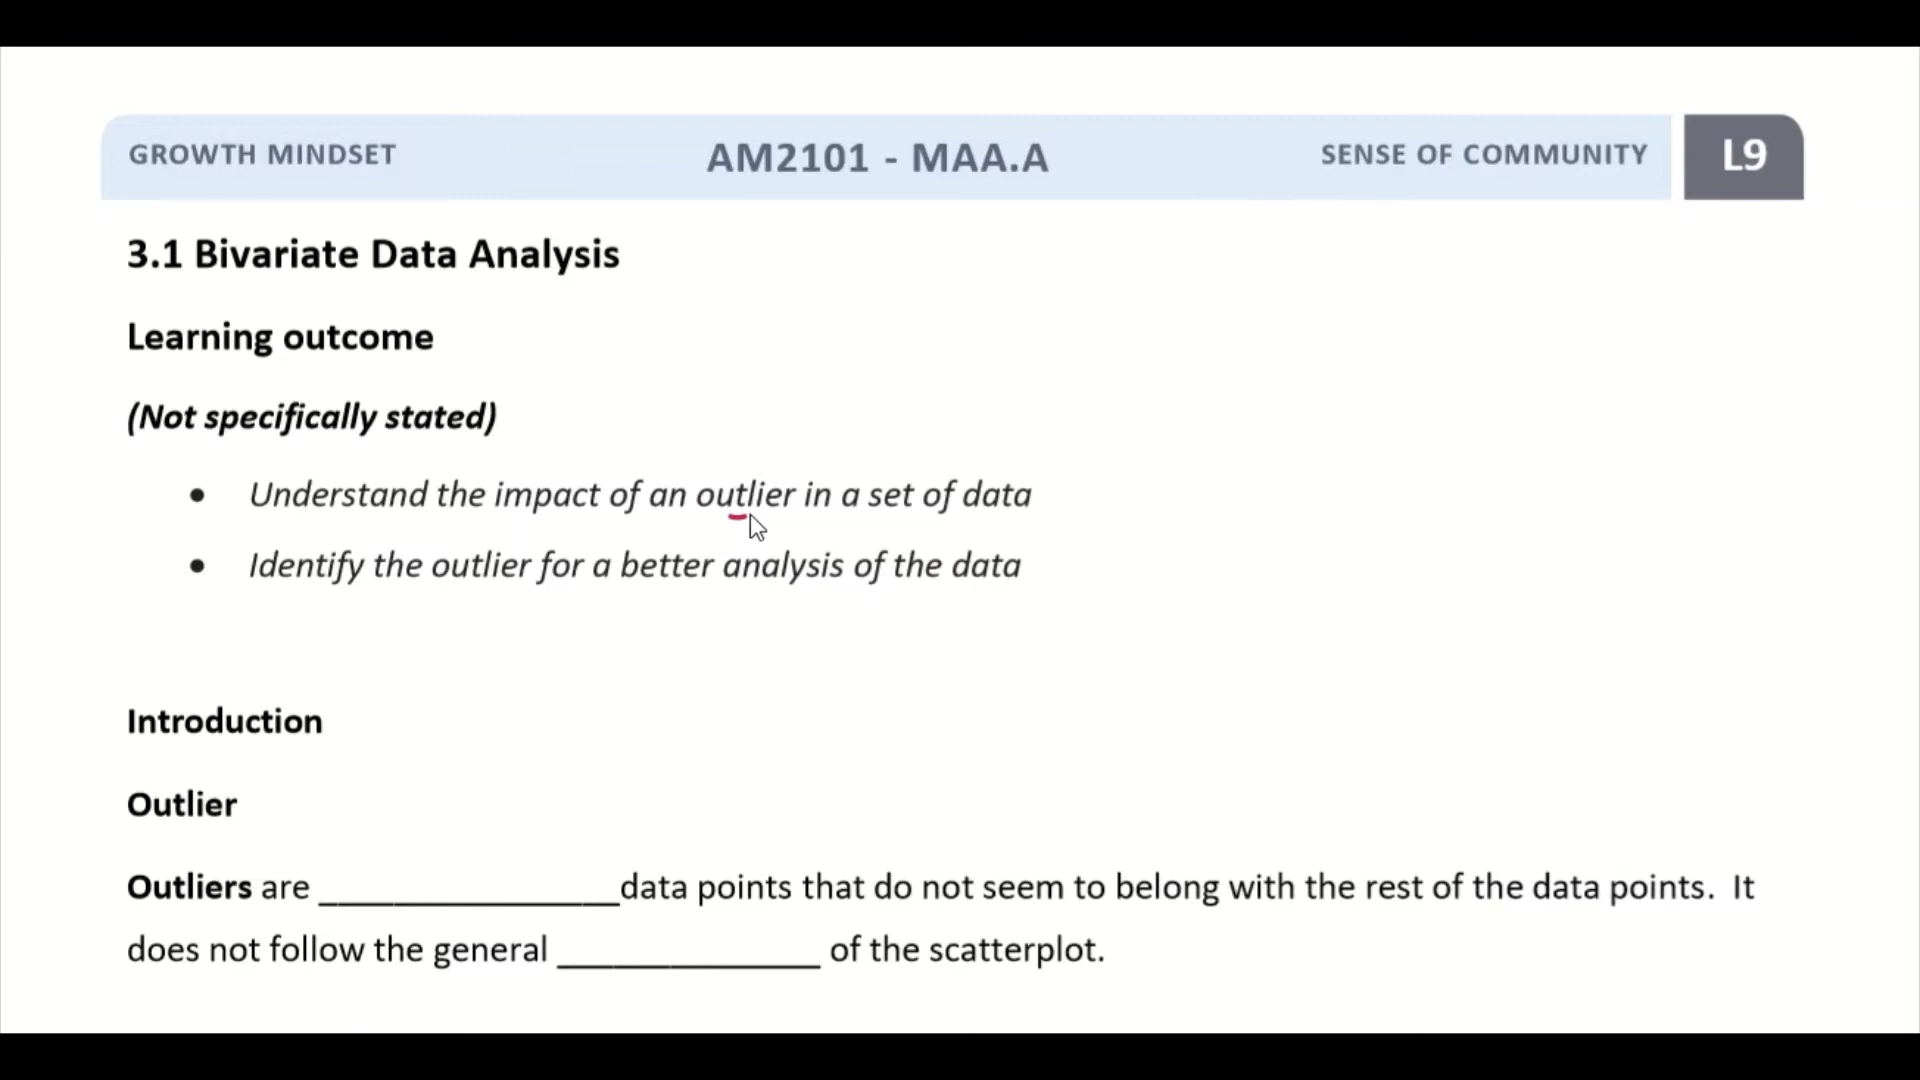 GROWTH MINDSET AM2101 - MAA.A SENSE OF COMMUNITY L9
3.1 Bivariate Data Analysis
Learning outcome
(Not specifically stated)
• Understand the impact of an outlier in a set of data
• Identify the outlier for a better analysis of the data
Introduction
Outlier
Outliers are ________________data points that do not seem to belong with the rest of the data points. It
does not follow the general ______________ of the scatterplot.